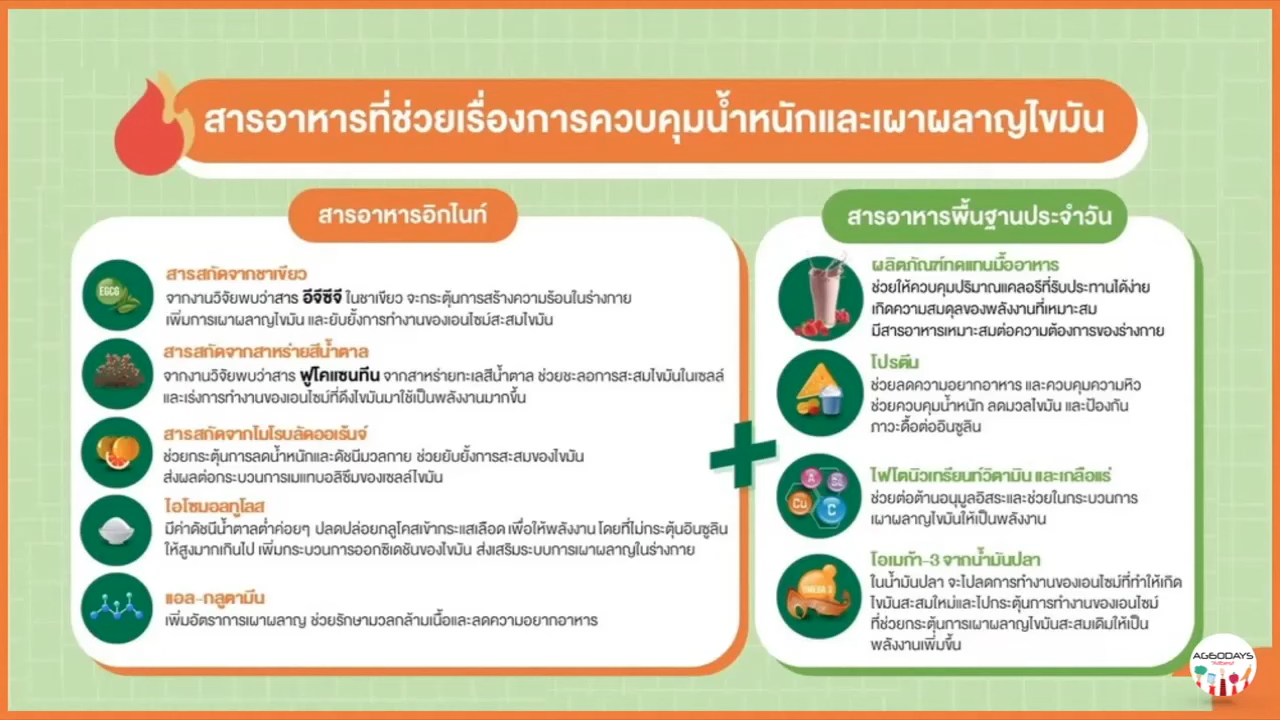 สารอาหารที่ช่วยเรื่องการควบคุมน้ำหนักและเผาผลาญไขมัน
สารอาหารอิกไนท์
EGCG
สารสกัดจากชาเขียว
จากงานวิจัยพบว่าสาร อีจีซีจี ในชาเขียว จะกระตุ้นการสร้างความร้อนในร่างกาย
เพิ่มการเผาผลาญไขมัน และยับยั้งการทำงานของเอนไซม์สะสมไขมัน
สารสกัดจากสาหร่ายสีน้ำตาล
จากงานวิจัยพบว่าสาร ฟูโคแซนทีน จากสาหร่ายทะเลสีน้ำตาล ช่วยชะลอการสะสมไขมันในเซลล์
และเร่งการทำงานของเอนไซม์ที่ดึงไขมันมาใช้เป็นพลังงานมากขึ้น
สารสกัดจากโมโรบลัดออเร้นจ์
ช่วยกระตุ้นการลดน้ำหนักและดัชนีมวลกาย ช่วยยับยั้งการสะสมของไขมัน
ส่งผลต่อกระบวนการเมแทบอลิซึมของเซลล์ไขมัน
ไอโซมอลทูโลส
มีค่าดัชนีน้ำตาลต่ำค่อยๆ ปลดปล่อยกลูโคสเข้ากระแสเลือด เพื่อให้พลังงาน โดยที่ไม่กระตุ้นอินซูลิน
ให้สูงมากเกินไป เพิ่มกระบวนการออกซิเดชันของไขมัน ส่งเสริมระบบการเผาผลาญในร่างกาย
แอล-กลูตามีน
เพิ่มอัตราการเผาผลาญ ช่วยรักษามวลกล้ามเนื้อและลดความอยากอาหาร
สารอาหารพื้นฐานประจำวัน
ผลิตภัณฑ์ทดแทนมื้ออาหาร
ช่วยให้ควบคุมปริมาณแคลอรีที่รับประทานได้ง่าย
เกิดความสมดุลของพลังงานที่เหมาะสม
มีสารอาหารเหมาะสมต่อความต้องการของร่างกาย
โปรตีน
ช่วยลดความอยากอาหาร และควบคุมความหิว
ช่วยควบคุมน้ำหนัก ลดมวลไขมัน และป้องกัน
ภาวะดื้อต่ออินซูลิน
A
Cu
C
ไฟโตนิวเทรียนท์วิตามิน และเกลือแร่
ช่วยต่อต้านอนุมูลอิสระและช่วยในกระบวนการ
เผาผลาญไขมันให้เป็นพลังงาน
OMEGA 3
โอเมก้า-3 จากน้ำมันปลา
ในน้ำมันปลา จะไปลดการทำงานของเอนไซม์ที่ทำให้เกิด
ไขมันสะสมใหม่และไปกระตุ้นการทำงานของเอนไซม์
ที่ช่วยกระตุ้นการเผาผลาญไขมันสะสมเดิมให้เป็น
พลังงานเพิ่มขึ้น
AG60DAYS